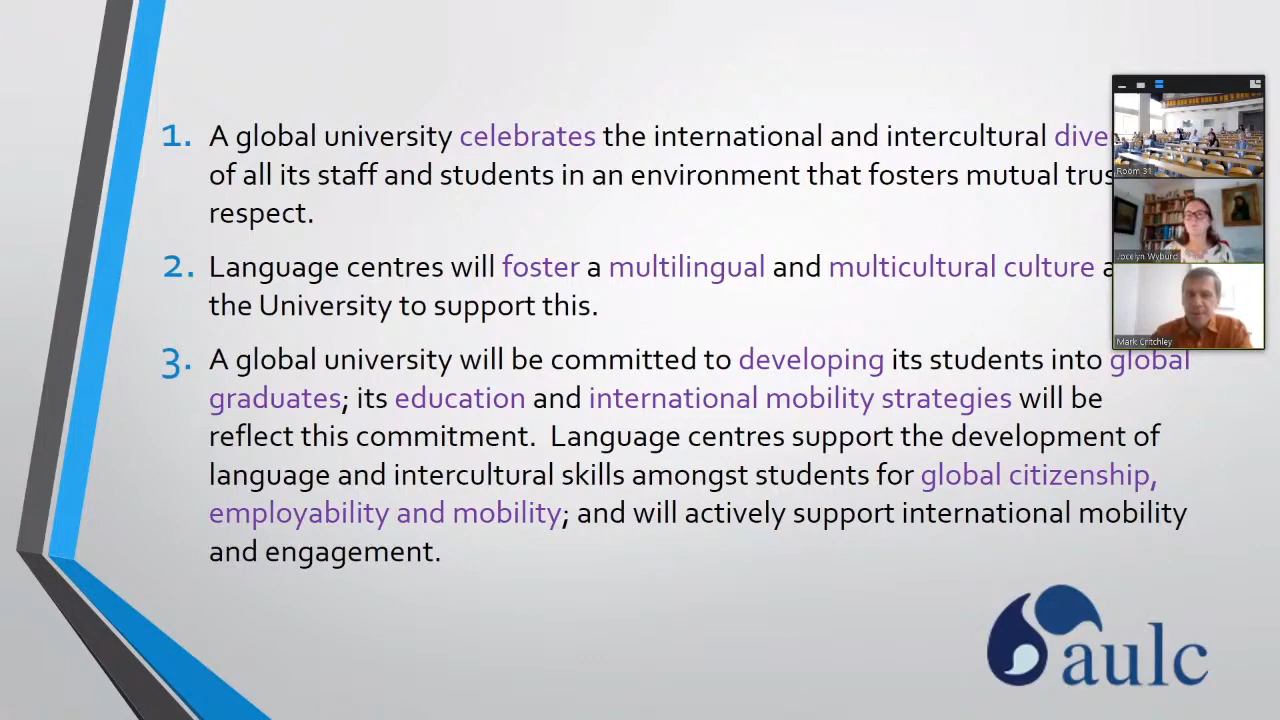 1. A global university celebrates the international and intercultural
of all its staff and students in an environment that fosters mutual
respect.
2. Language centres will foster a multilingual and multicultural culture
the University to support this.
3. A global university will be committed to developing its students into global
graduates; its education and international mobility strategies will be
reflect this commitment. Language centres support the development of
language and intercultural skills amongst students for global citizenship,
employability and mobility; and will actively support international mobility
and engagement.
Room 31
Jocelyn Wyburd
Mark Critchley
aulc